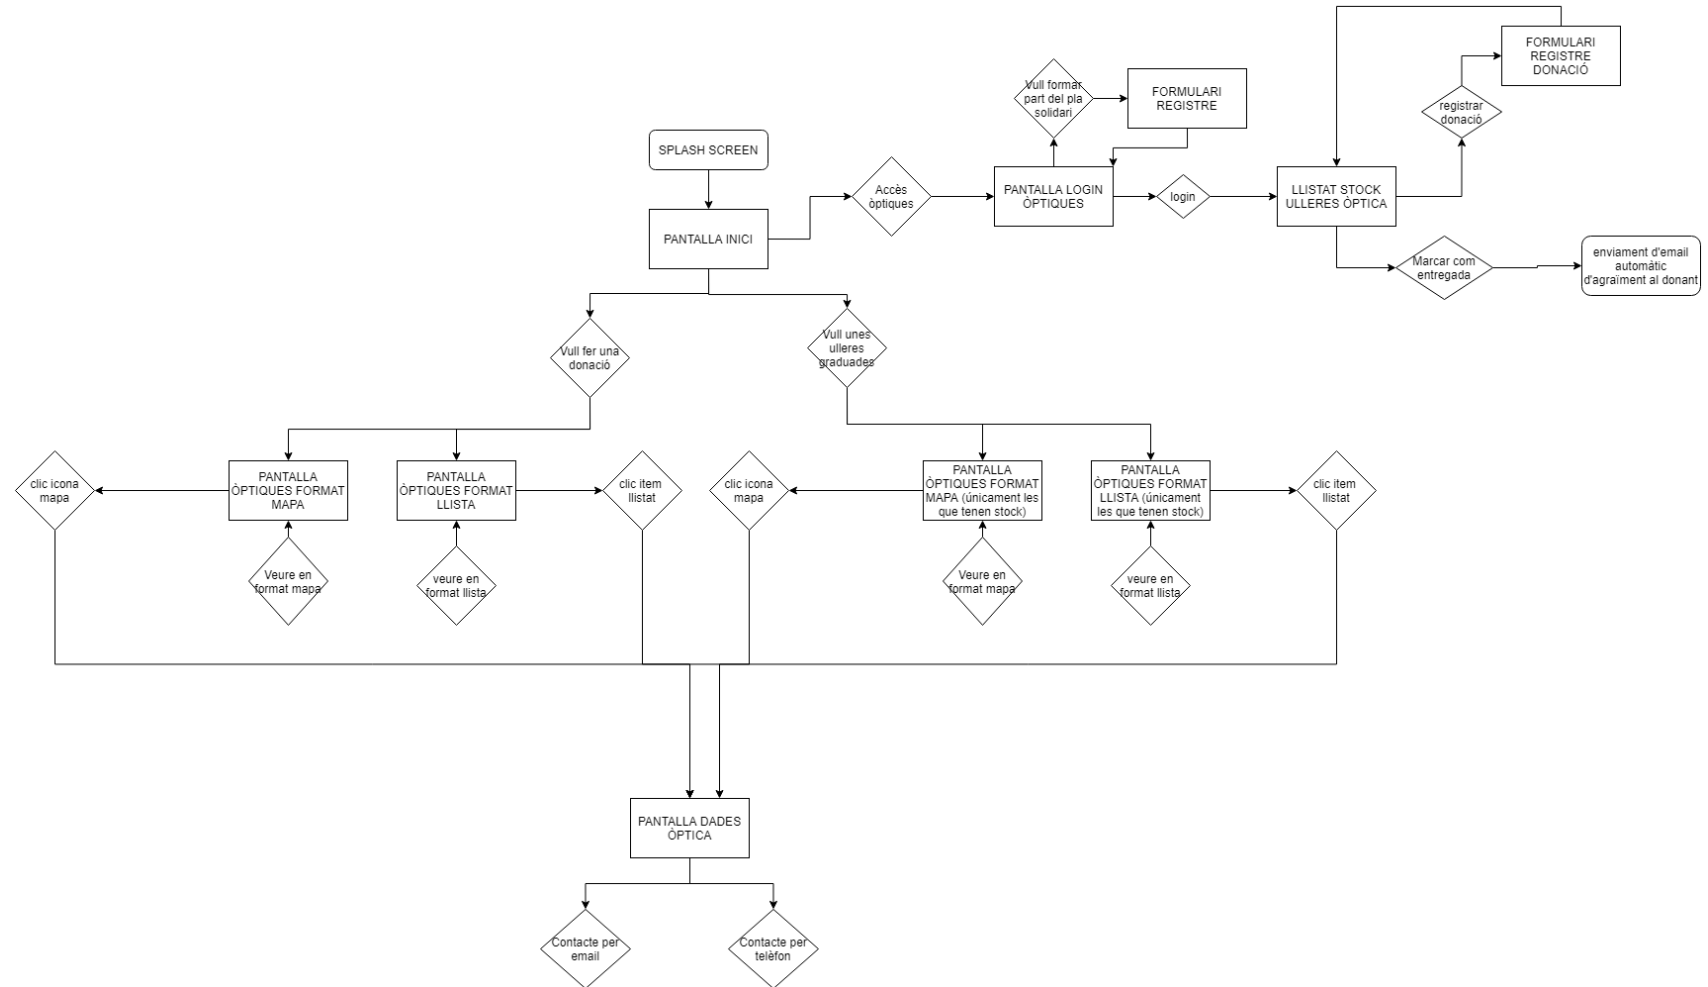 FORMULARI
REGISTRE
DONACIÓ
Vull formar
part del pla
solidari
FORMULARI
REGISTRE
registrar
donació
SPLASH SCREEN
Accès
òptiques
PANTALLA LOGIN
ÒPTIQUES
login
LLISTAT STOCK
ULLERES ÒPTICA
PANTALLA INICI
Marcar com
entregada
enviament d'email
automátic
d'agraïment al donant
Vull fer una
donació
Vull unes
ulleres
graduades
clic icona
mapa
PANTALLA
ÒPTIQUES FORMAT
MAPA
PANTALLA
ÒPTIQUES FORMAT
LLISTA
clic item
llistat
clic icona
mapa
PANTALLA
ÒPTIQUES FORMAT
MAPA (únicament les
que tenen stock)
PANTALLA
ÒPTIQUES FORMAT
LLISTA (únicament
les que tenen stock)
clic item
llistat
Veure en
format mapa
veure en
format llista
Veure en
format mapa
veure en
format llista
PANTALLA DADES
ÒPTICA
Contacte per
email
Contacte per
telèfon